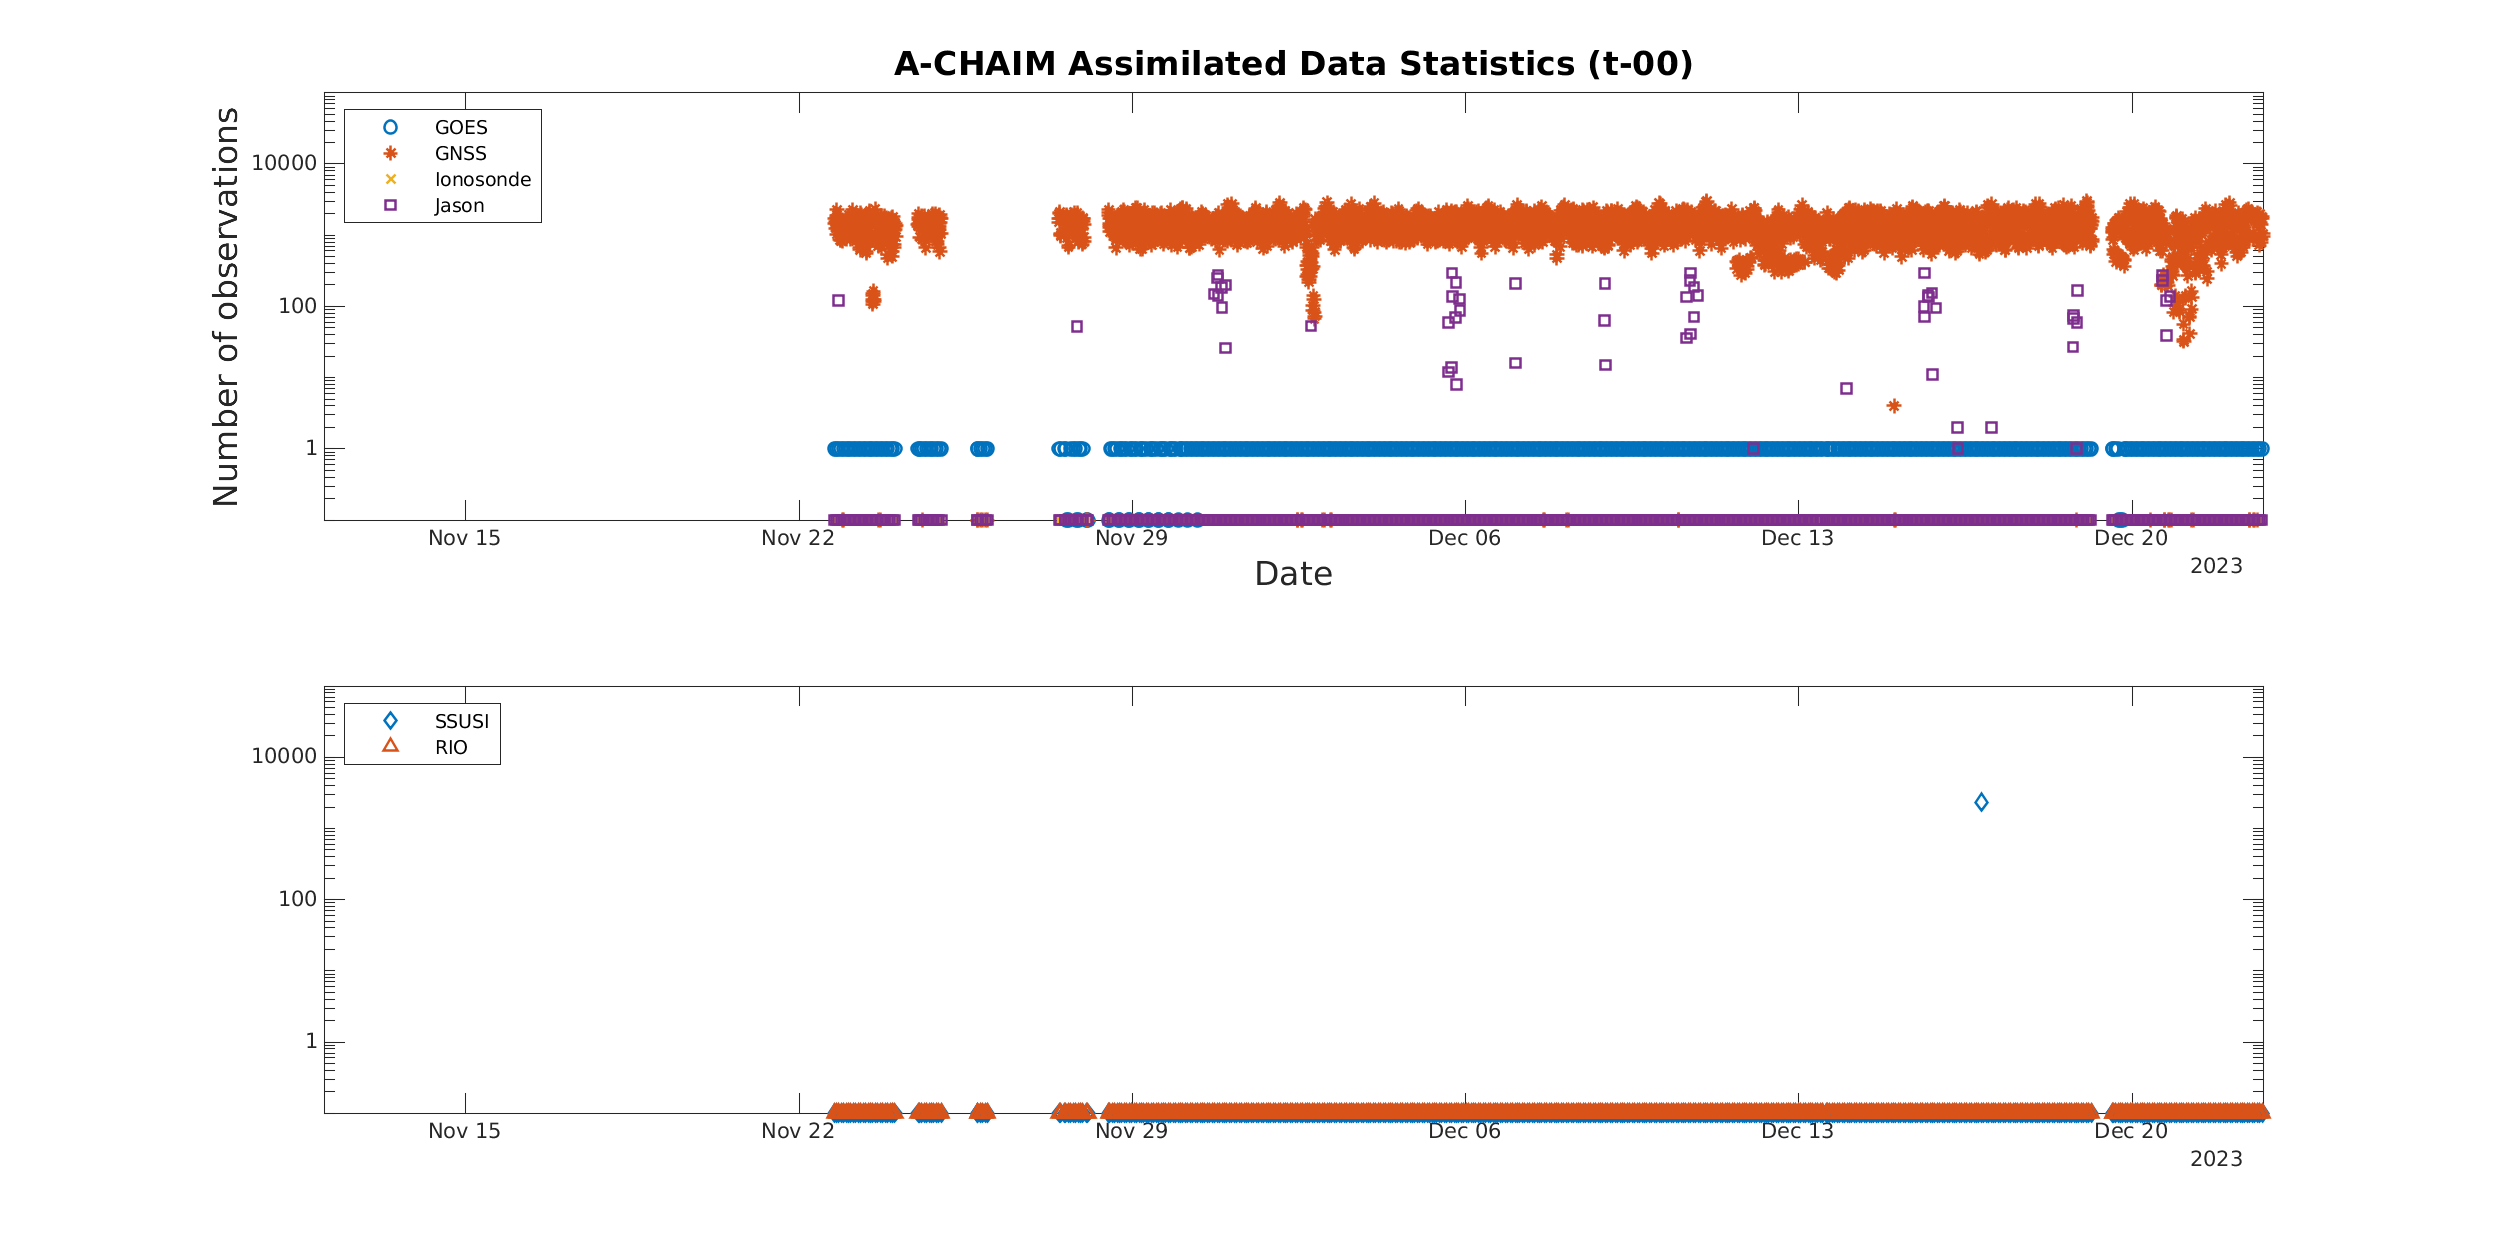 A-CHAIM Assimilated Data Statistics (t-00)
Number of observations
10000
100
1
GOES
GNSS
Ionosonde
Jason
Nov 15
Nov 22
Nov 29
Dec 06
Dec 13
Dec 20
2023
Date
10000
100
1
SSUSI
RIO
Nov 15
Nov 22
Nov 29
Dec 06
Dec 13
Dec 20
2023